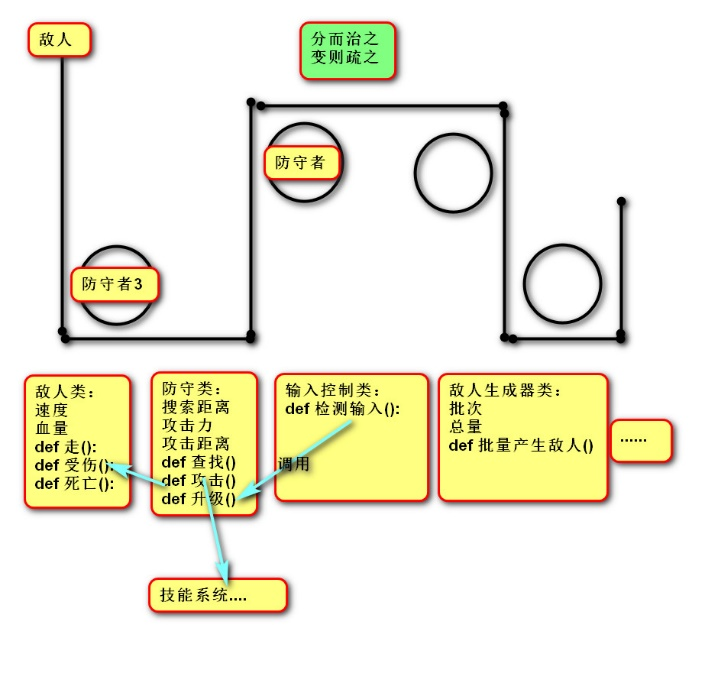 敌人
分而治之
变则疏之
防守者
防守者3
敌人类：
速度
血量
def 走():
def 受伤():
def 死亡():
防守类：
搜索距离
攻击力
攻击距离
def 查找()
def 攻击()
def 升级()
输入控制类：
def 检测输入():
调用
敌人生成器类：
批次
总量
def 批量产生敌人()
......
技能系统....